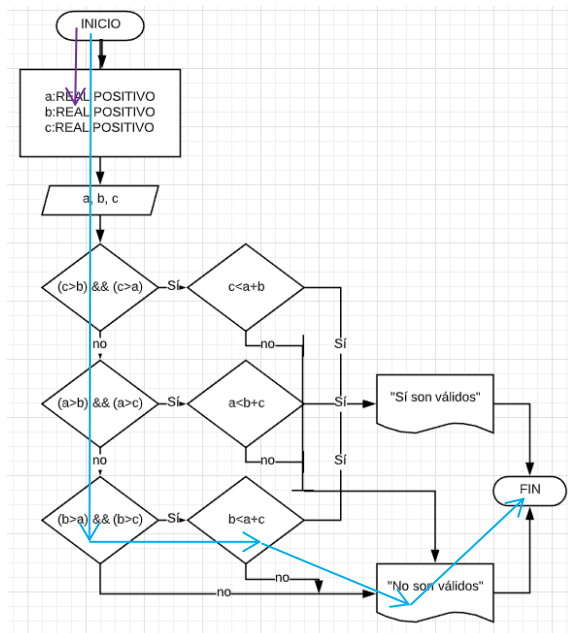 INICIO
a:REAL POSITIVO
b:REAL POSITIVO
c:REAL POSITIVO
a, b, c
(c>b) && (c>a)
Sí
c<a+b
no
no
Sí
(a>b) && (a>c)
Sí
a<b+c
Sí
"Sí son válidos"
no
no
Sí
FIN
(b>a) && (b>c)
Sí
b<a+c
no
no
"No son válidos"